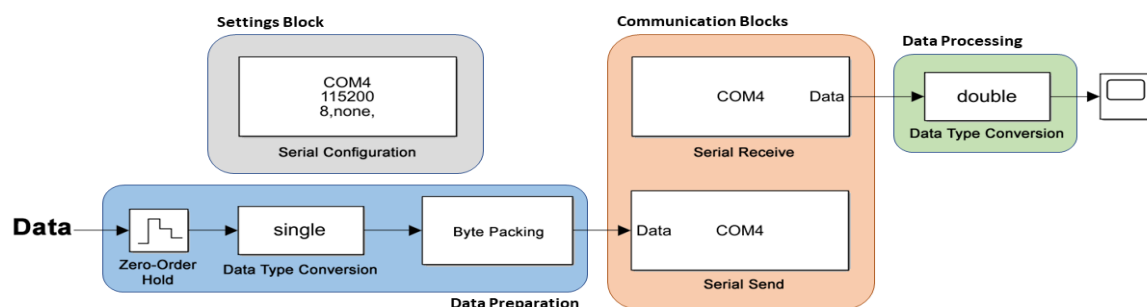 Settings Block
COM4
115200
8,none,
Serial Configuration
Communication Blocks
COM4
Data
Serial Receive
Data Processing
double
Data Type Conversion
Data
Zero-Order
Hold
single
Data Type Conversion
Byte Packing
Data Preparation
Data
COM4
Serial Send